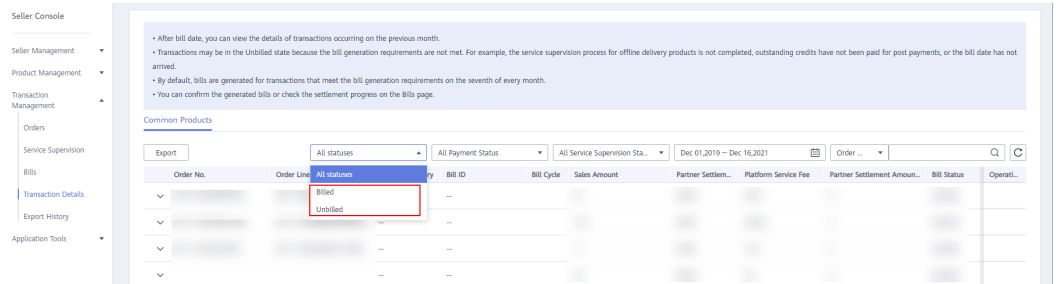 Seller Console
Seller Management
Product Management
Transaction
Management
Orders
Service Supervision
Bills
Transaction Details
Export History
Application Tools
• After bill date, you can view the details of transactions occurring on the previous month.
• Transactions may be in the Unbilled state because the bill generation requirements are not met. For example, the service supervision process for offline delivery products is not completed, outstanding credits have not been paid for post payments, or the bill date has not
arrived.
• By default, bills are generated for transactions that meet the bill generation requirements on the seventh of every month.
• You can confirm the generated bills or check the settlement progress on the Bills page.
Common Products
Export All statuses All Payment Status All Service Supervision Sta... Dec 01,2019 -- Dec 16,2021 Order ...
Order No. Order Line ry Bill ID Bill Cycle Sales Amount Partner Settlem... Platform Service Fee Partner Settlement Amoun... Bill Status Operati...
All statuses
Billed
Unbilled
--
-- --
-- --
-- --